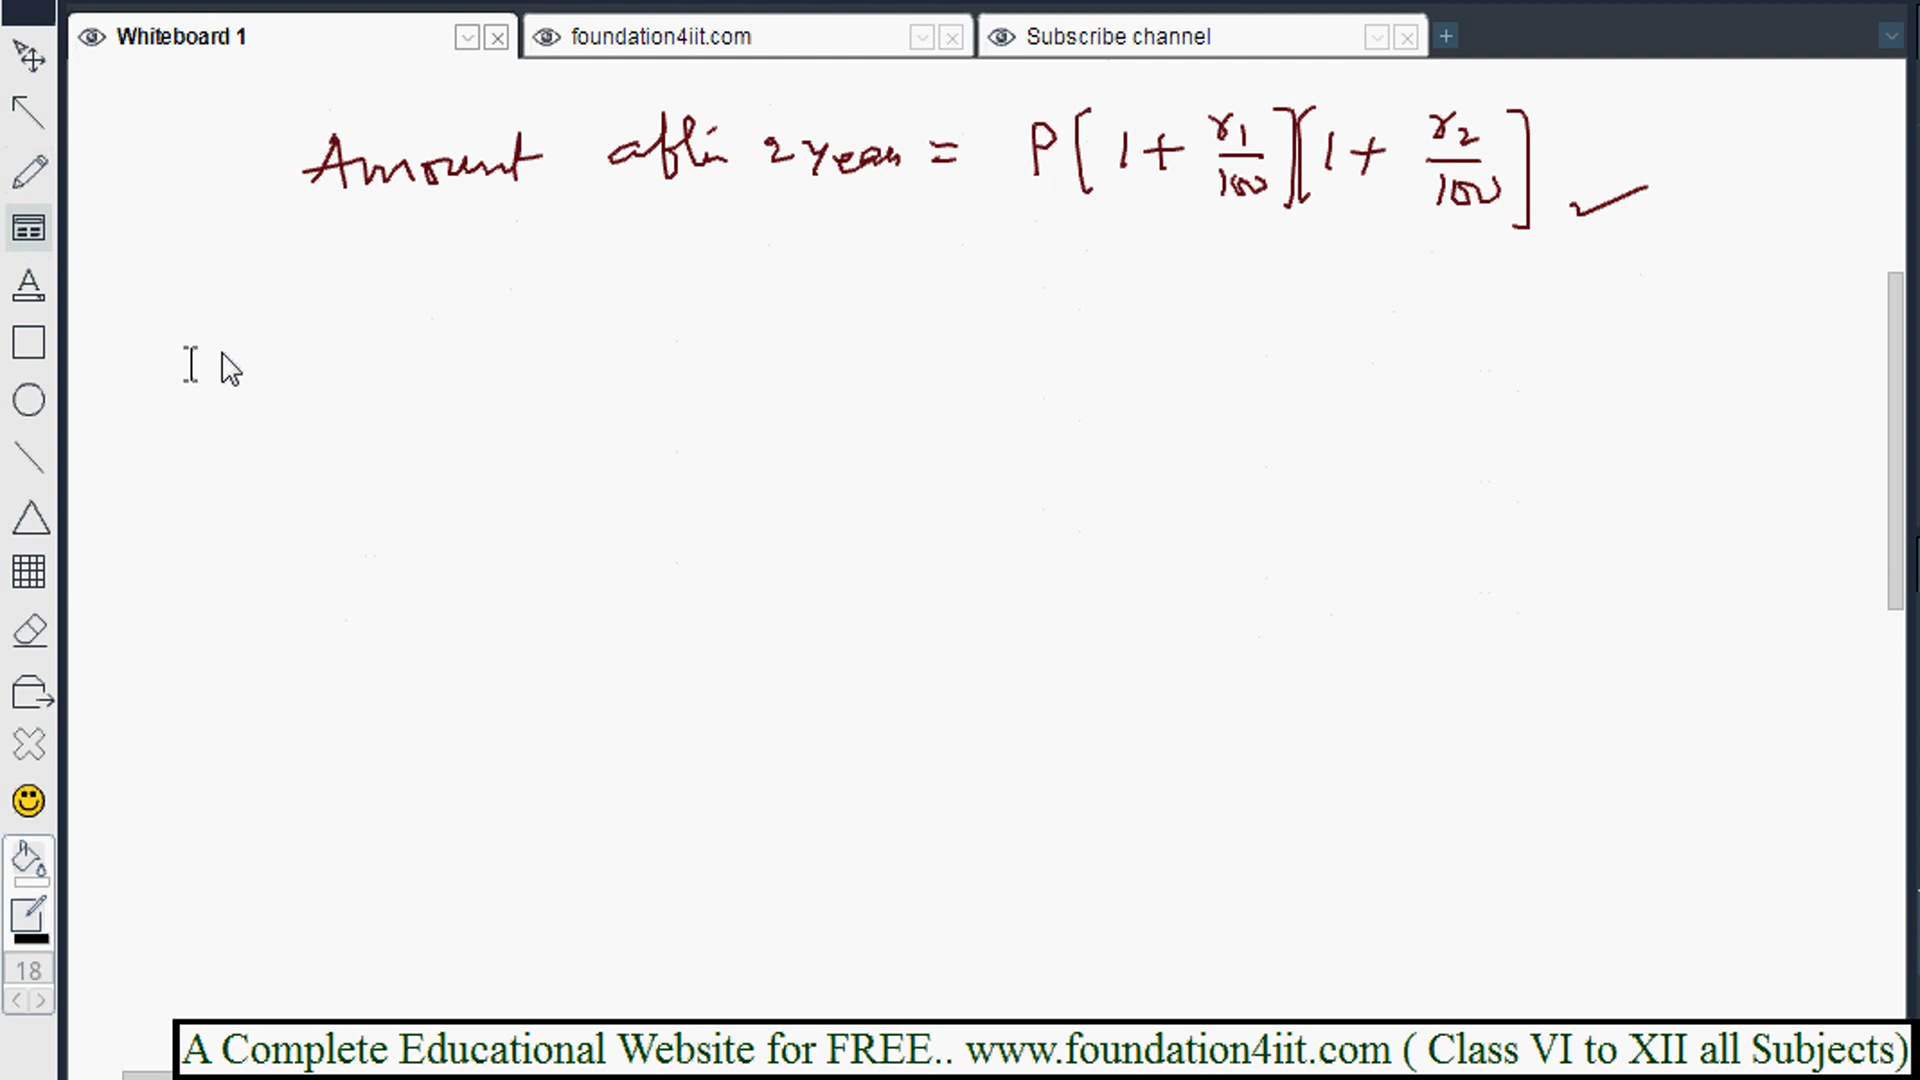 Whiteboard 1
foundation4iit.com
Subscribe channel
Amount after 2 years = P[1 + r1/100][1 + r2/100] ✓
18
A Complete Educational Website for FREE.. www.foundation4iit.com ( Class VI to XII all Subjects)